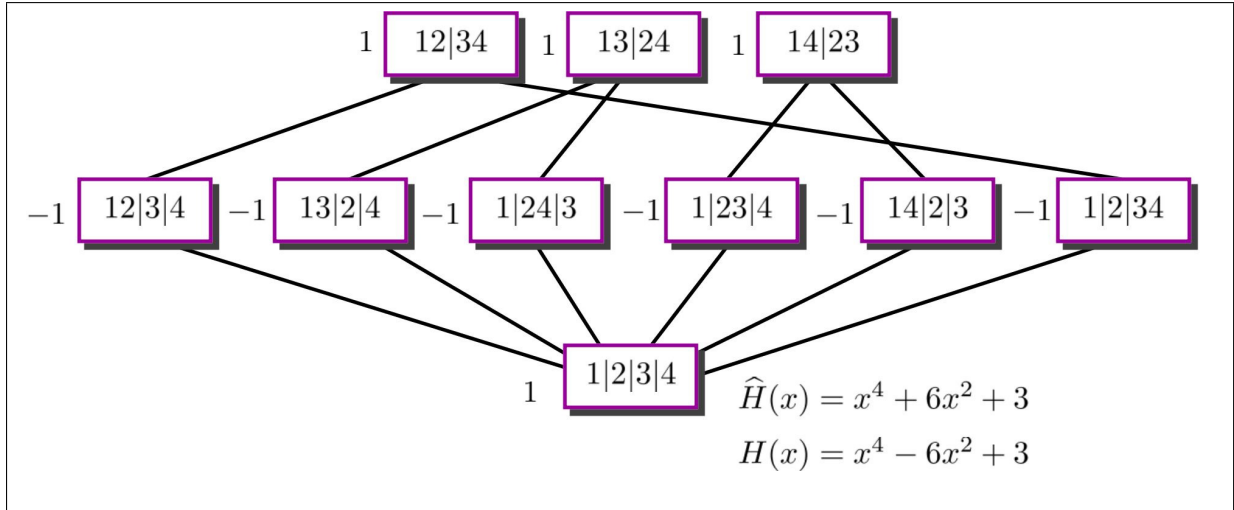 1 12|34 1 13|24 1 14|23
−1 12|3|4 −1 13|2|4 −1 1|24|3 −1 1|23|4 −1 14|2|3 −1 1|2|34
1 1|2|3|4
Ĥ(x) = x⁴ + 6x² + 3
H(x) = x⁴ − 6x² + 3